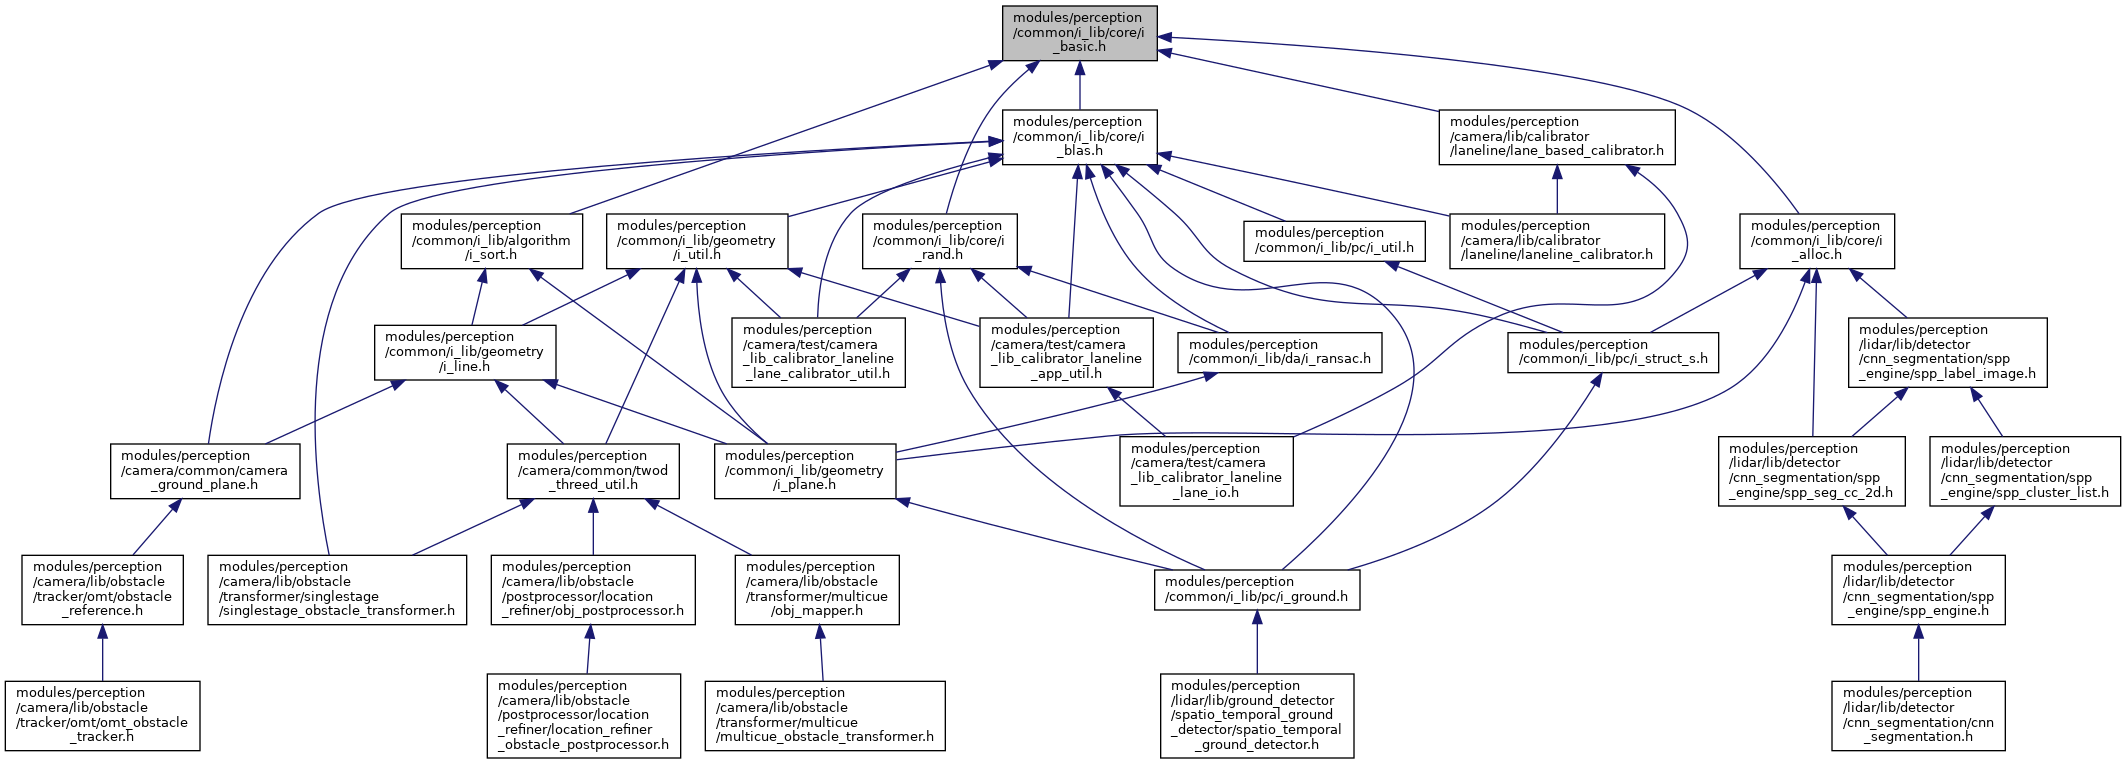 modules/perception
/common/i_lib/core/i
_basic.h
modules/perception
/common/i_lib/core/i
_blas.h
modules/perception
/camera/lib/calibrator
/laneline/lane_based_calibrator.h
modules/perception
/common/i_lib/algorithm
/i_sort.h
modules/perception
/common/i_lib/geometry
/i_util.h
modules/perception
/common/i_lib/core/i
_rand.h
modules/perception
/common/i_lib/pc/i_util.h
modules/perception
/camera/lib/calibrator
/laneline/laneline_calibrator.h
modules/perception
/common/i_lib/core/i
_alloc.h
modules/perception
/common/i_lib/geometry
/i_line.h
modules/perception
/camera/test/camera
_lib_calibrator_laneline
_lane_calibrator_util.h
modules/perception
/camera/test/camera
_lib_calibrator_laneline
_app_util.h
modules/perception
/common/i_lib/da/i_ransac.h
modules/perception
/common/i_lib/pc/i_struct_s.h
modules/perception
/lidar/lib/detector
/cnn_segmentation/spp
_engine/spp_label_image.h
modules/perception
/camera/common/camera
_ground_plane.h
modules/perception
/camera/common/twod
_threed_util.h
modules/perception
/common/i_lib/geometry
/i_plane.h
modules/perception
/camera/test/camera
_lib_calibrator_laneline
_lane_io.h
modules/perception
/lidar/lib/detector
/cnn_segmentation/spp
_engine/spp_seg_cc_2d.h
modules/perception
/lidar/lib/detector
/cnn_segmentation/spp
_engine/spp_cluster_list.h
modules/perception
/camera/lib/obstacle
/tracker/omt/obstacle
_reference.h
modules/perception
/camera/lib/obstacle
/transformer/singlestage
/singlestage_obstacle_transformer.h
modules/perception
/camera/lib/obstacle
/postprocessor/location
_refiner/obj_postprocessor.h
modules/perception
/camera/lib/obstacle
/transformer/multicue
/obj_mapper.h
modules/perception
/common/i_lib/pc/i_ground.h
modules/perception
/lidar/lib/detector
/cnn_segmentation/spp
_engine/spp_engine.h
modules/perception
/camera/lib/obstacle
/tracker/omt/omt_obstacle
_tracker.h
modules/perception
/camera/lib/obstacle
/postprocessor/location
_refiner/location_refiner
_obstacle_postprocessor.h
modules/perception
/camera/lib/obstacle
/transformer/multicue
/multicue_obstacle_transformer.h
modules/perception
/lidar/lib/ground_detector
/spatio_temporal_ground
_detector/spatio_temporal
_ground_detector.h
modules/perception
/lidar/lib/detector
/cnn_segmentation/cnn
_segmentation.h